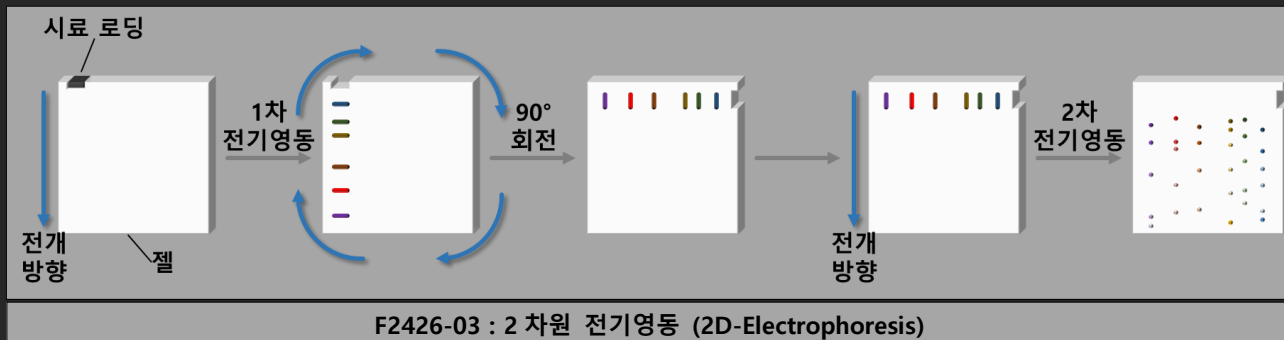 시료 로딩
1차
전기영동
90°
회전
2차
전기영동
전개
방향
젤
전개
방향
F2426-03 : 2 차원 전기영동 (2D-Electrophoresis)